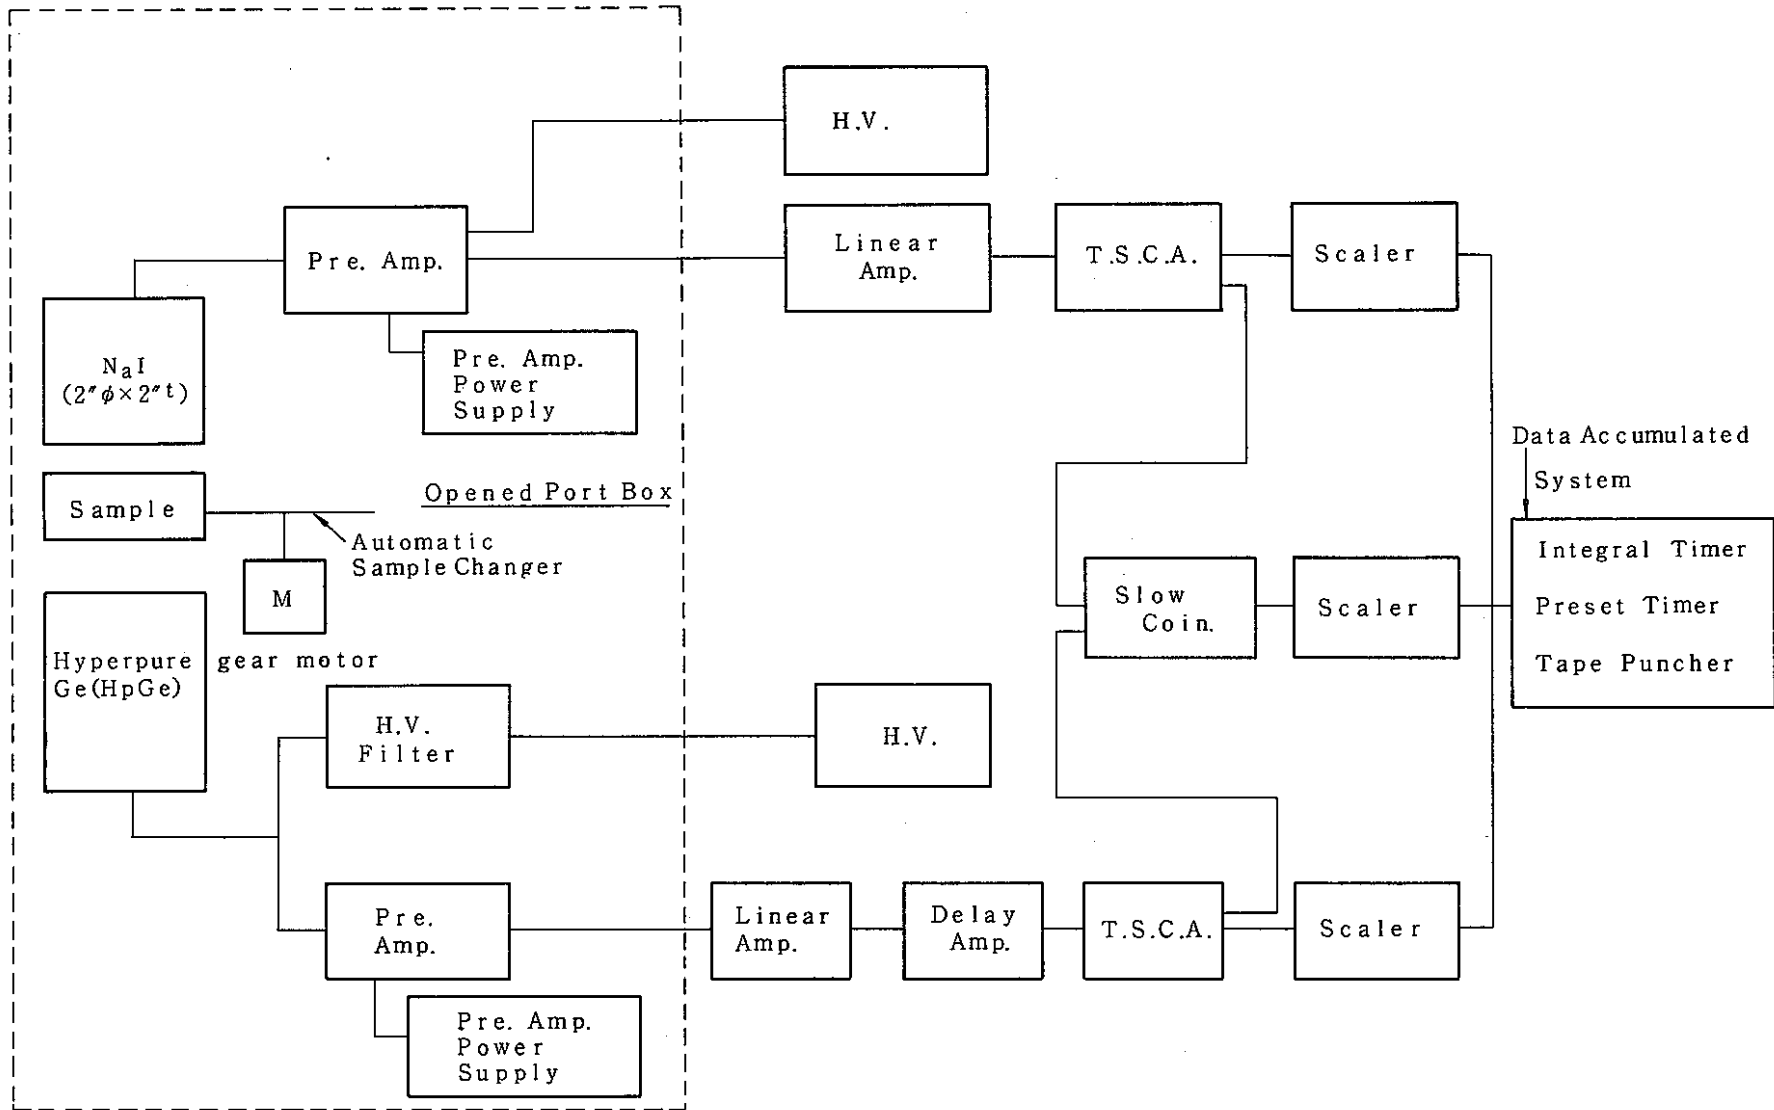 H.V.
Pre. Amp.
Linear
Amp.
T.S.C.A.
Scaler
NaI
(2″φ×2″t)
Pre. Amp.
Power
Supply
Data Accumulated
System
Sample
Opened Port Box
Automatic
Sample Changer
M
gear motor
Hyperpure
Ge(HpGe)
Slow
Coin.
Scaler
Integral Timer
Preset Timer
Tape Puncher
H.V.
Filter
H.V.
Pre.
Amp.
Linear
Amp.
Delay
Amp.
T.S.C.A.
Scaler
Pre. Amp.
Power
Supply